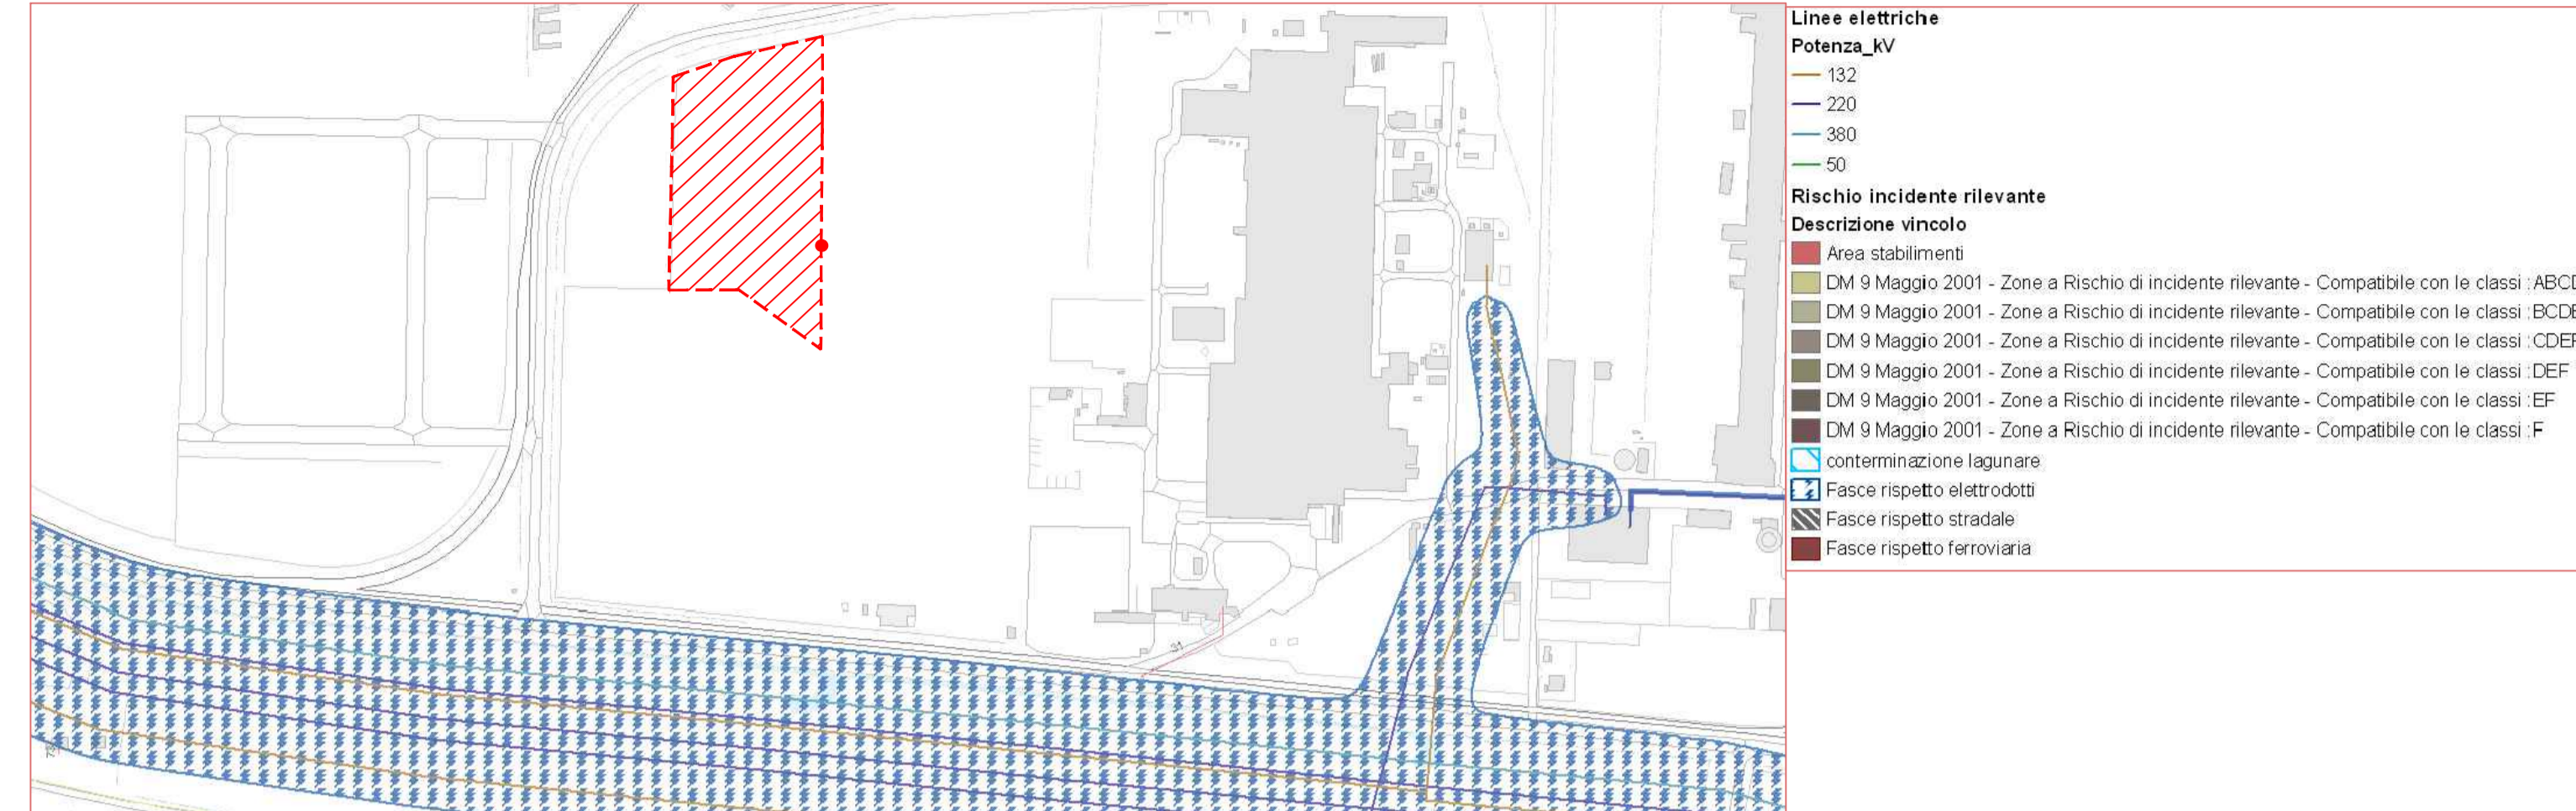 Linee elettriche
Potenza_kV
132
220
380
50
Rischio incidente rilevante
Descrizione vincolo
Area stabilimenti
DM 9 Maggio 2001 - Zone a Rischio di incidente rilevante - Compatibile con le classi : ABCD
DM 9 Maggio 2001 - Zone a Rischio di incidente rilevante - Compatibile con le classi : BCDE
DM 9 Maggio 2001 - Zone a Rischio di incidente rilevante - Compatibile con le classi : CDEF
DM 9 Maggio 2001 - Zone a Rischio di incidente rilevante - Compatibile con le classi : DEF
DM 9 Maggio 2001 - Zone a Rischio di incidente rilevante - Compatibile con le classi : EF
DM 9 Maggio 2001 - Zone a Rischio di incidente rilevante - Compatibile con le classi : F
conterminazione lagunare
Fasce rispetto elettrodotti
Fasce rispetto stradale
Fasce rispetto ferroviaria